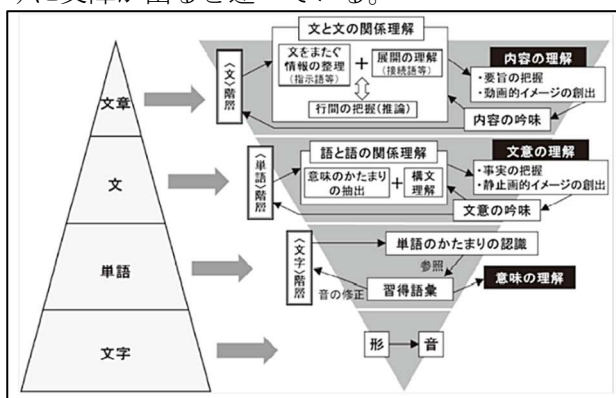 文と文の関係理解
文をまたぐ
情報の整理
(指示語等)
+
展開の理解
(接続語等)
行間の把握(推論)
〈文〉階層
内容の理解
・要旨の把握
・動画的イメージの創出
内容の吟味
文章
語と語の関係理解
意味のかたまり
の抽出
+
構文
理解
〈単語〉階層
文意の理解
・事実の把握
・静止画的イメージの創出
文意の吟味
文
単語のかたまりの認識
参照
〈文字〉階層
音の修正
習得語彙
意味の理解
単語
形
音
文字